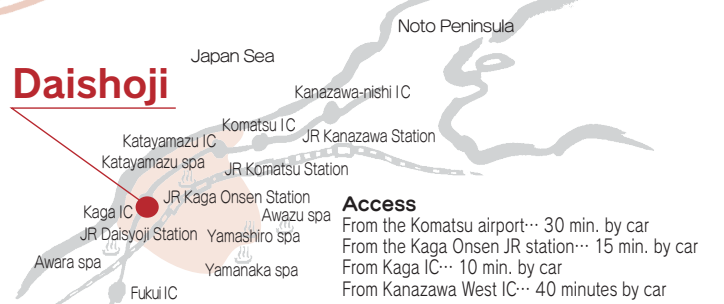 Noto Peninsula
Japan Sea
Daishoji
Kanazawa-nishi IC
Komatsu IC
JR Kanazawa Station
Katayamazu IC
Katayamazu spa
JR Komatsu Station
JR Kaga Onsen Station
Kaga IC
Awazu spa
JR Daisyoji Station
Yamashiro spa
Awara spa
Yamanaka spa
Fukui IC
Access
From the Komatsu airport… 30 min. by car
From the Kaga Onsen JR station… 15 min. by car
From Kaga IC… 10 min. by car
From Kanazawa West IC… 40 minutes by car